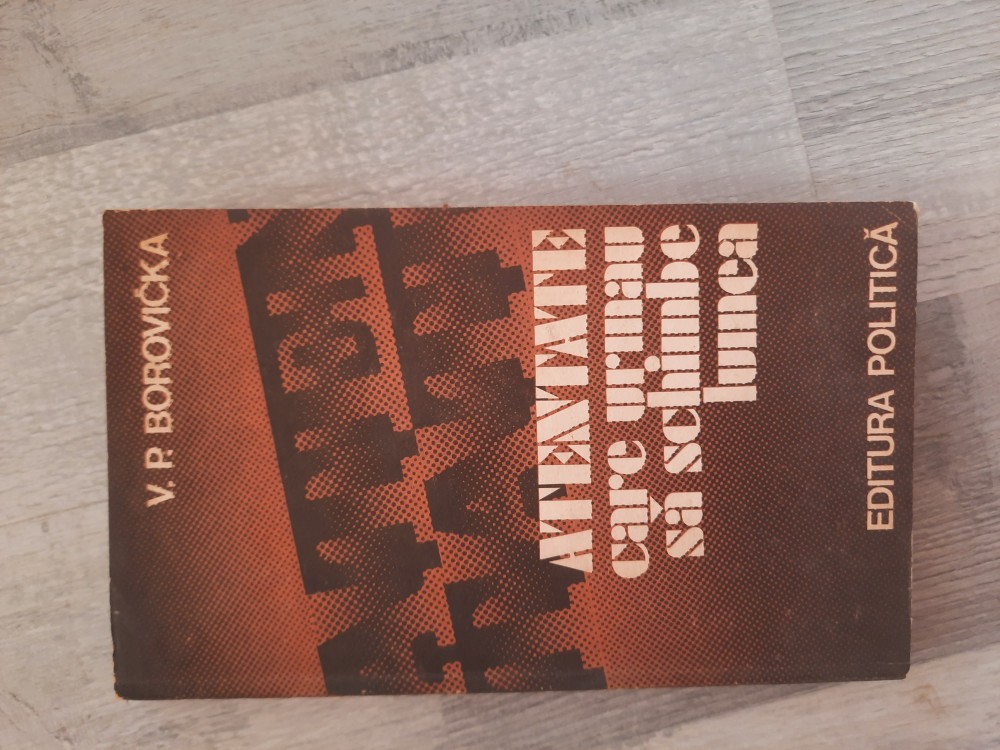 V. P. BOROVIČKA
ATENTATE
care urmau
să schimbe
lumea
EDITURA POLITICĂ